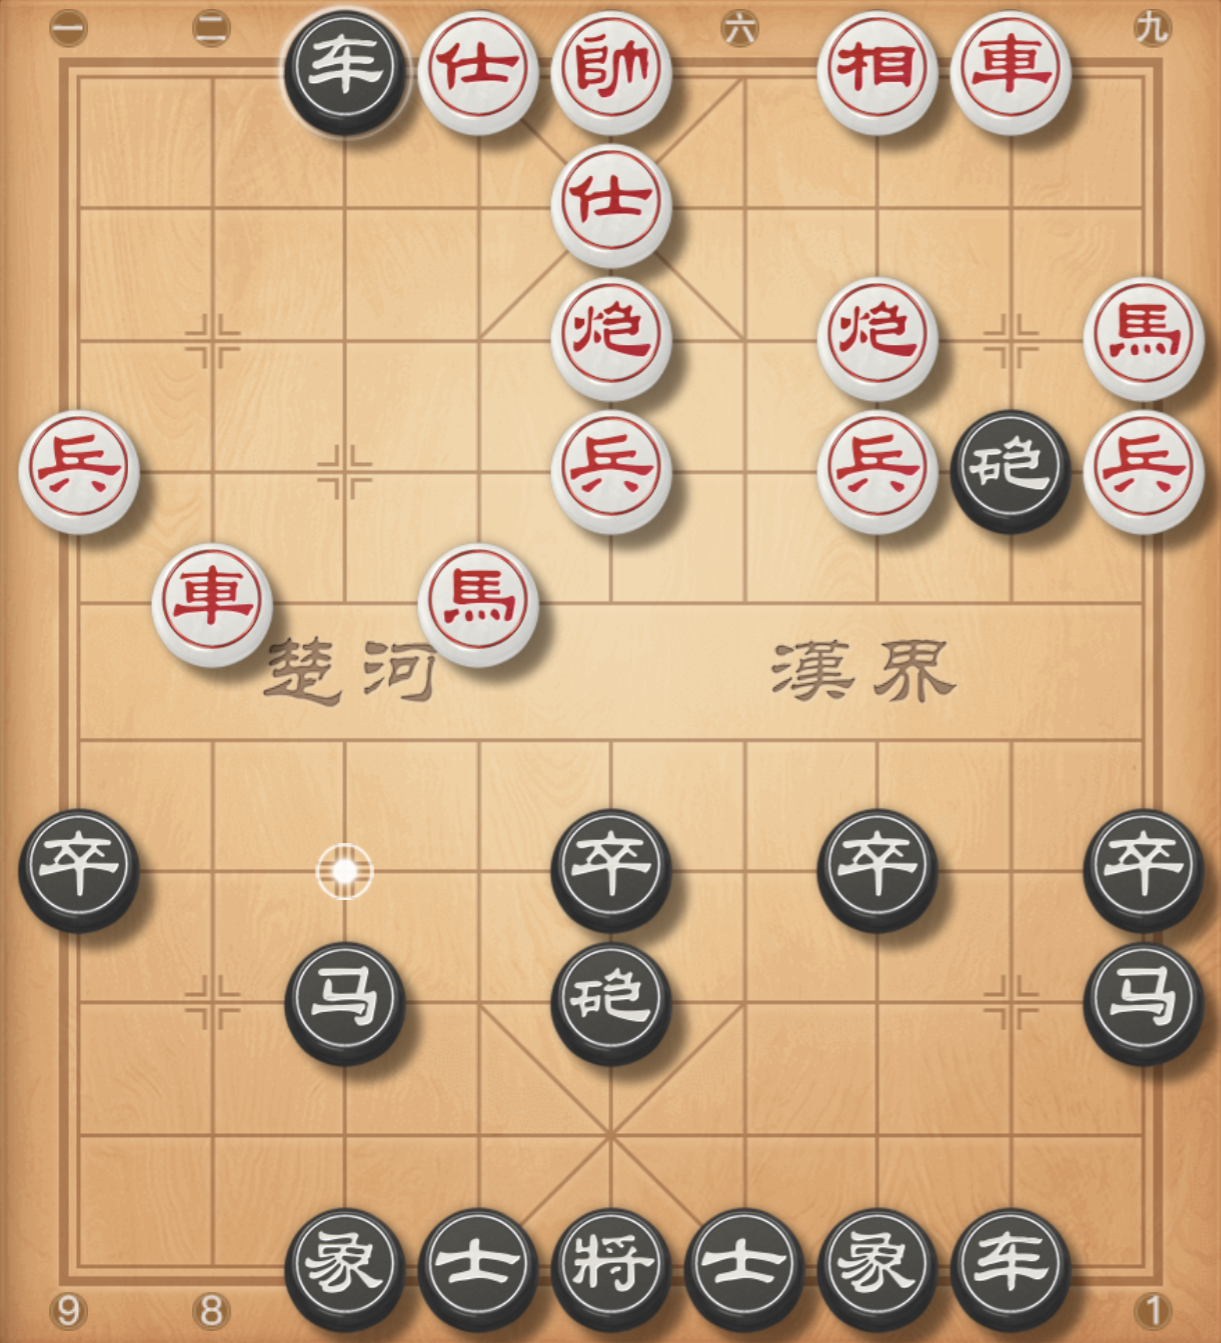 一 二 六 九
车 仕 帥 相 車
仕
炮 炮 馬
兵 兵 兵 砲 兵
車 馬
楚河 漢界
卒 卒 卒 卒
马 砲 马
象 士 将 士 象 车
9 8 1